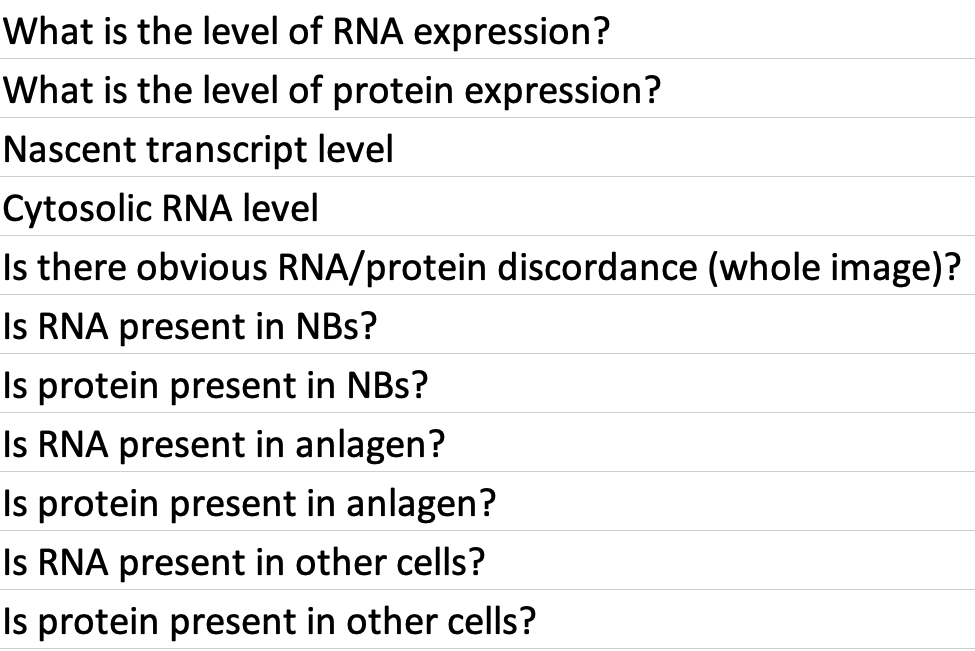 What is the level of RNA expression?
What is the level of protein expression?
Nascent transcript level
Cytosolic RNA level
Is there obvious RNA/protein discordance (whole image)?
Is RNA present in NBs?
Is protein present in NBs?
Is RNA present in anlagen?
Is protein present in anlagen?
Is RNA present in other cells?
Is protein present in other cells?